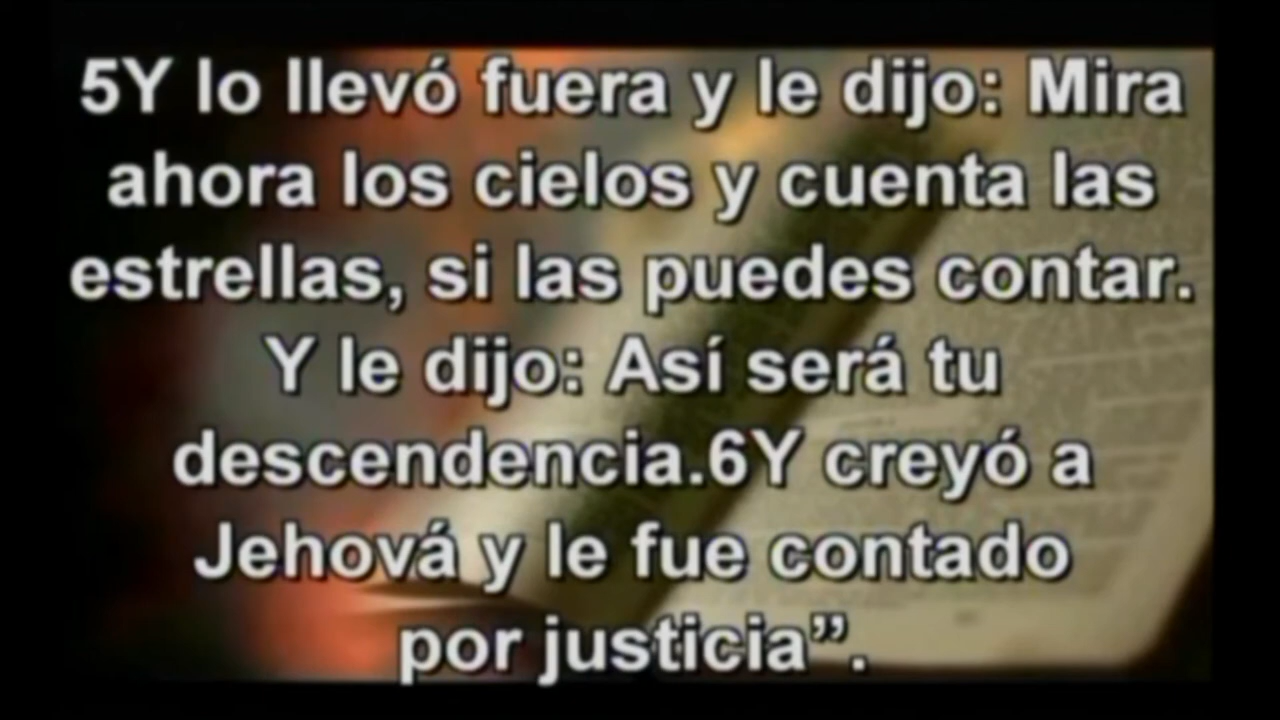 5Y lo llevó fuera y le dijo: Mira
ahora los cielos y cuenta las
estrellas, si las puedes contar.
Y le dijo: Así será tu
descendencia.6Y creyó a
Jehová y le fue contado
por justicia”.